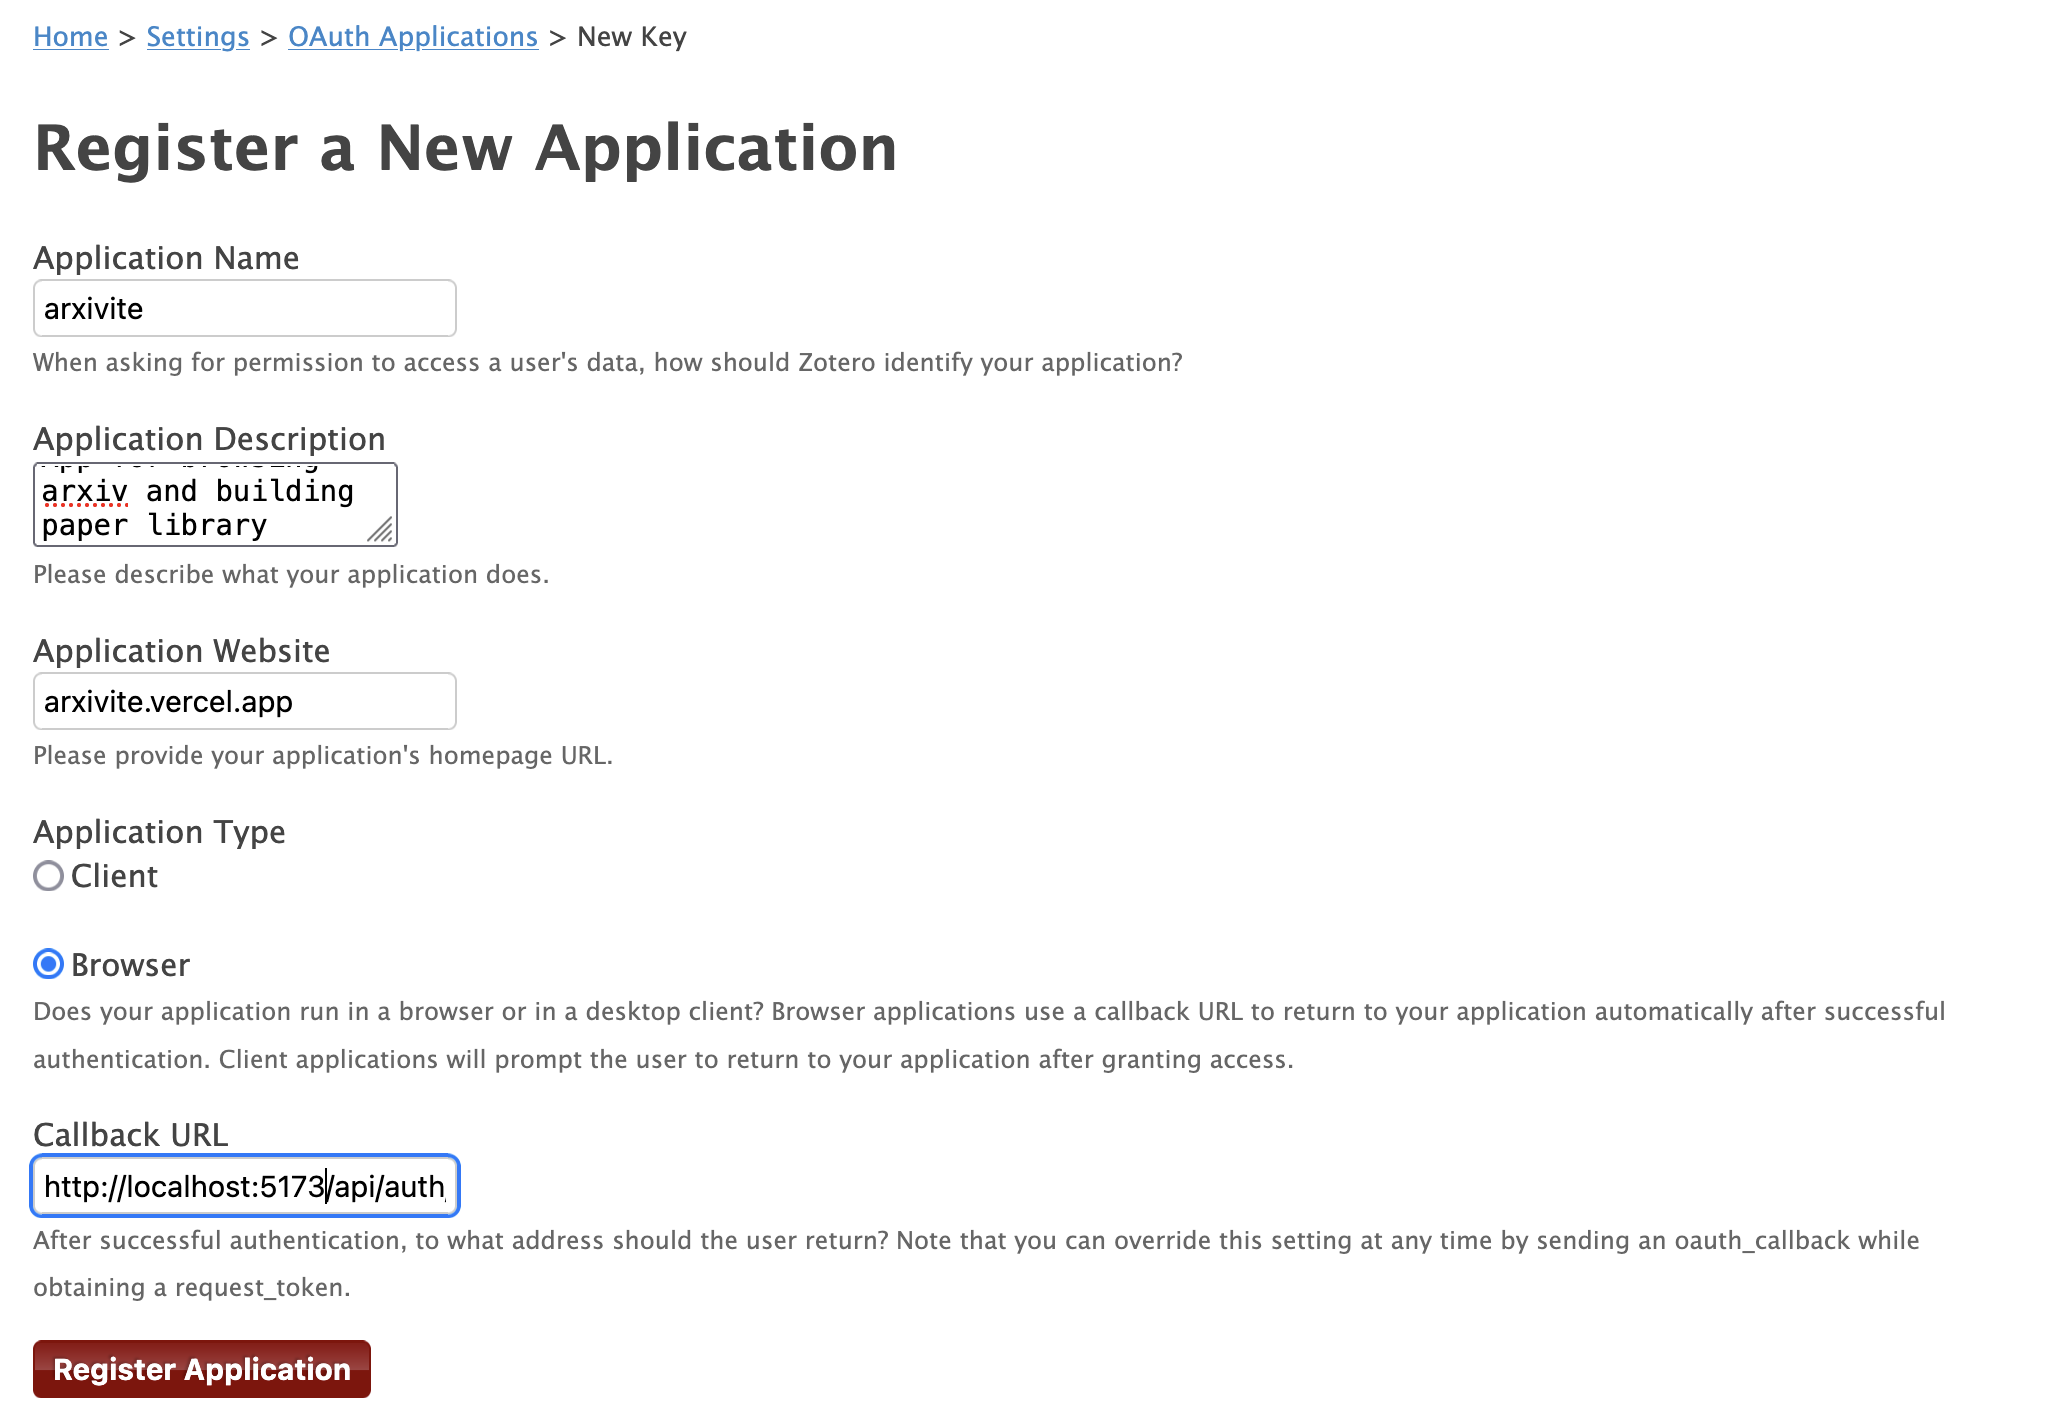 Home > Settings > OAuth Applications > New Key
Register a New Application
Application Name
arxivite
When asking for permission to access a user's data, how should Zotero identify your application?
Application Description
App for browsing
arxiv and building
paper library
Please describe what your application does.
Application Website
arxivite.vercel.app
Please provide your application's homepage URL.
Application Type
Client
Browser
Does your application run in a browser or in a desktop client? Browser applications use a callback URL to return to your application automatically after successful
authentication. Client applications will prompt the user to return to your application after granting access.
Callback URL
http://localhost:5173/api/auth/
After successful authentication, to what address should the user return? Note that you can override this setting at any time by sending an oauth_callback while
obtaining a request_token.
Register Application